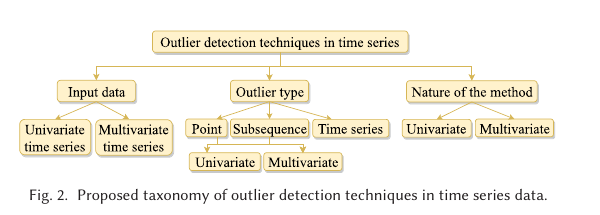 Outlier detection techniques in time series
Input data
Outlier type
Nature of the method
Univariate
time series
Multivariate
time series
Point
Subsequence
Time series
Univariate
Multivariate
Univariate
Multivariate
Fig. 2. Proposed taxonomy of outlier detection techniques in time series data.